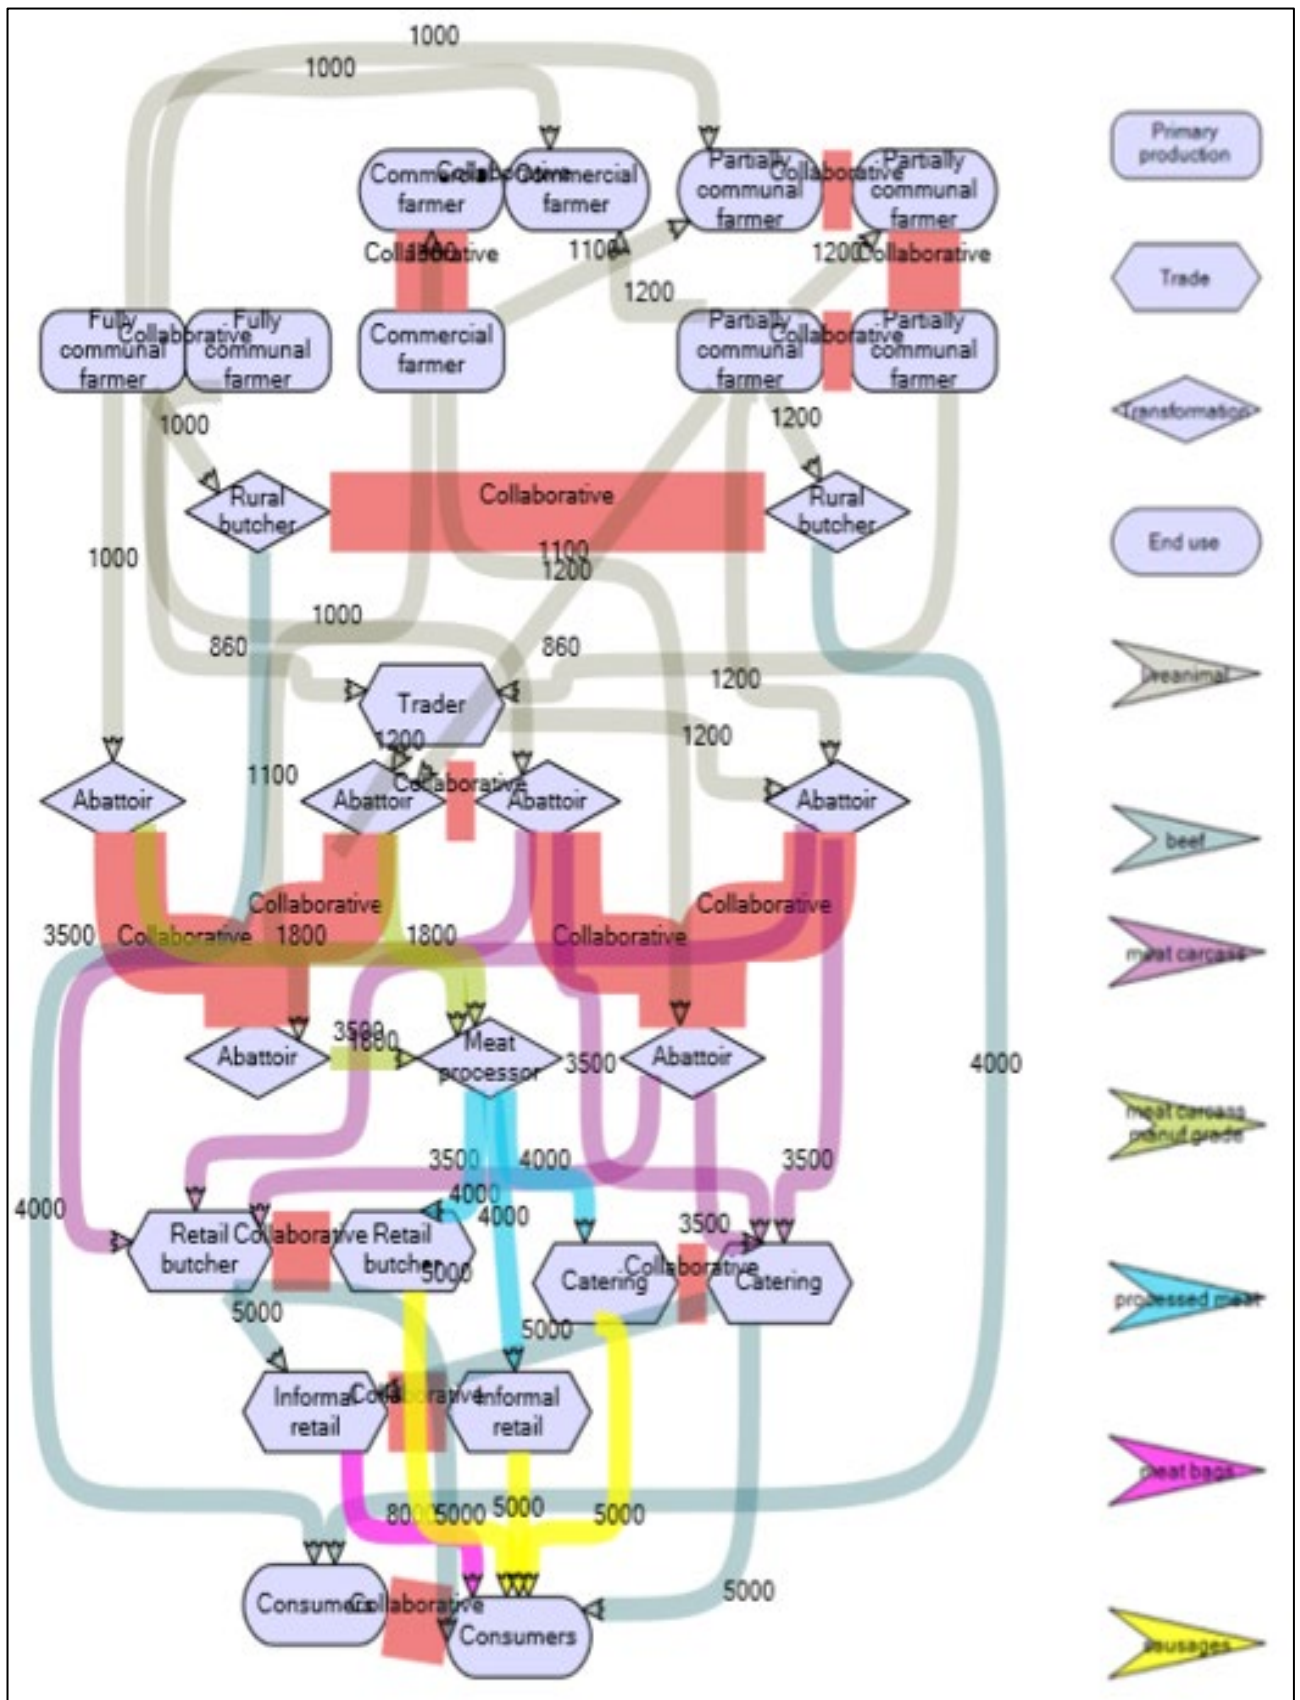 1000
1000
Commercial
farmer
Collaborative
Commercial
farmer
Partially
communal
farmer
Collaborative
Partially
communal
farmer
Primary
production
Collaborative
1100
1200
Collaborative
Trade
1200
Fully
communal
farmer
Collaborative
Fully
communal
farmer
Commercial
farmer
Partially
communal
farmer
Collaborative
Partially
communal
farmer
Transformation
1000
1200
Rural
butcher
Collaborative
Rural
butcher
End use
1000
1100
1200
1000
860
860
1200
Trader
1200
1200
1100
Abattoir
Abattoir
Collaborative
Abattoir
Abattoir
beef
Collaborative
Collaborative
3500
Collaborative
1800
1800
Collaborative
meat carcass
3500
1800
Abattoir
Meat
processor
3500
Abattoir
4000
meat carcass
manuf grade
3500
4000
3500
4000
4000
4000
3500
Retail
butcher
Collaborative
Retail
butcher
5000
Catering
Collaborative
Catering
processed meat
5000
5000
Informal
retail
Collaborative
Informal
retail
meat bags
8000
5000
5000
5000
5000
Consumers
Collaborative
Consumers
sausages